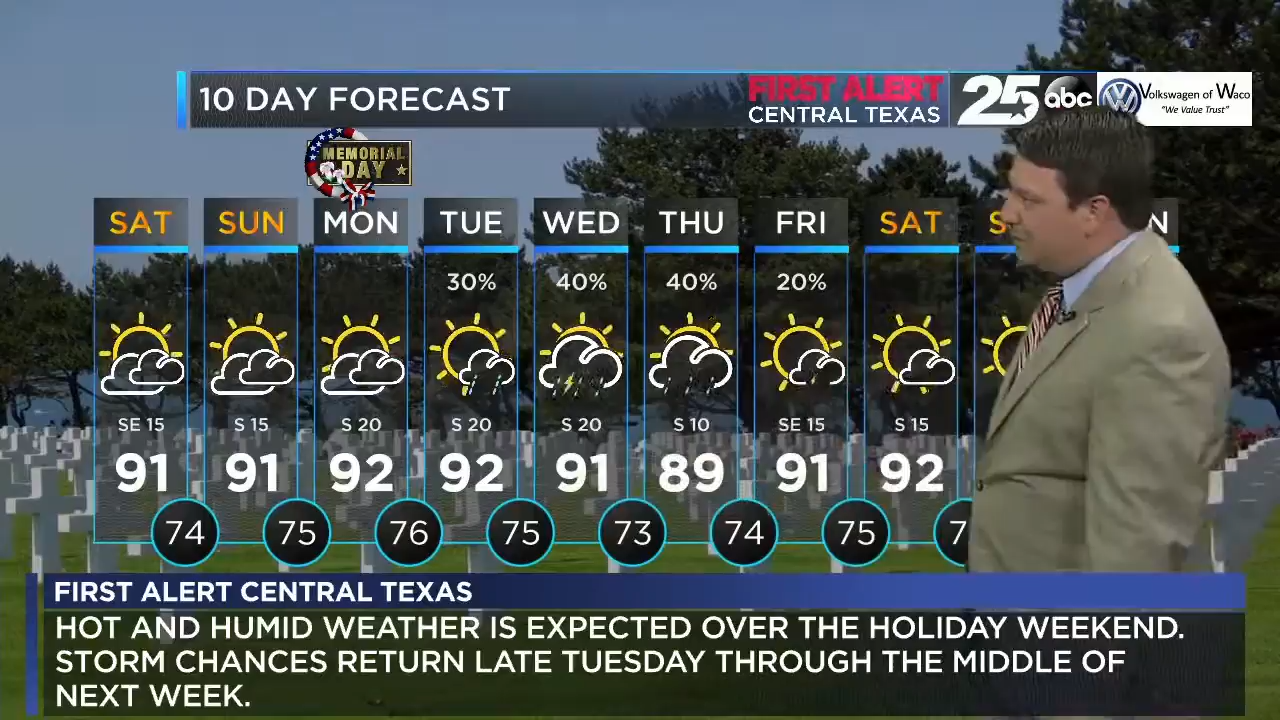 10 DAY FORECAST
FIRST ALERT
CENTRAL TEXAS
25 abc
Volkswagen of Waco
"We Value Trust"
MEMORIAL
DAY
SAT SUN MON TUE WED THU FRI SAT
30% 40% 40% 20%
SE 15 S 15 S 20 S 20 S 20 S 10 SE 15 S 15
91 91 92 92 91 89 91 92
74 75 76 75 73 74 75
FIRST ALERT CENTRAL TEXAS
HOT AND HUMID WEATHER IS EXPECTED OVER THE HOLIDAY WEEKEND.
STORM CHANCES RETURN LATE TUESDAY THROUGH THE MIDDLE OF
NEXT WEEK.